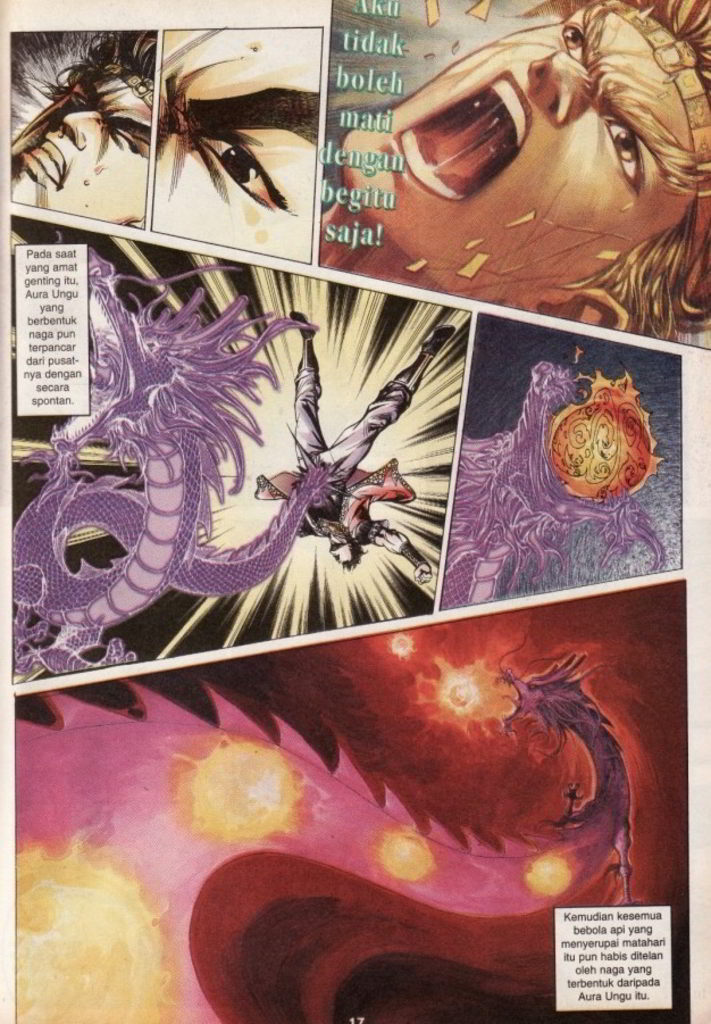 Aku
tidak
boleh
mati
dengan
begitu
saja!
Pada saat
yang amat
genting itu,
Aura Ungu
yang
berbentuk
naga pun
terpancar
dari pusat-
nya dengan
secara
spontan.
Kemudian kesemua
bebola api yang
menyerupai matahari
itu pun habis ditelan
oleh naga yang
terbentuk daripada
Aura Ungu itu.
17